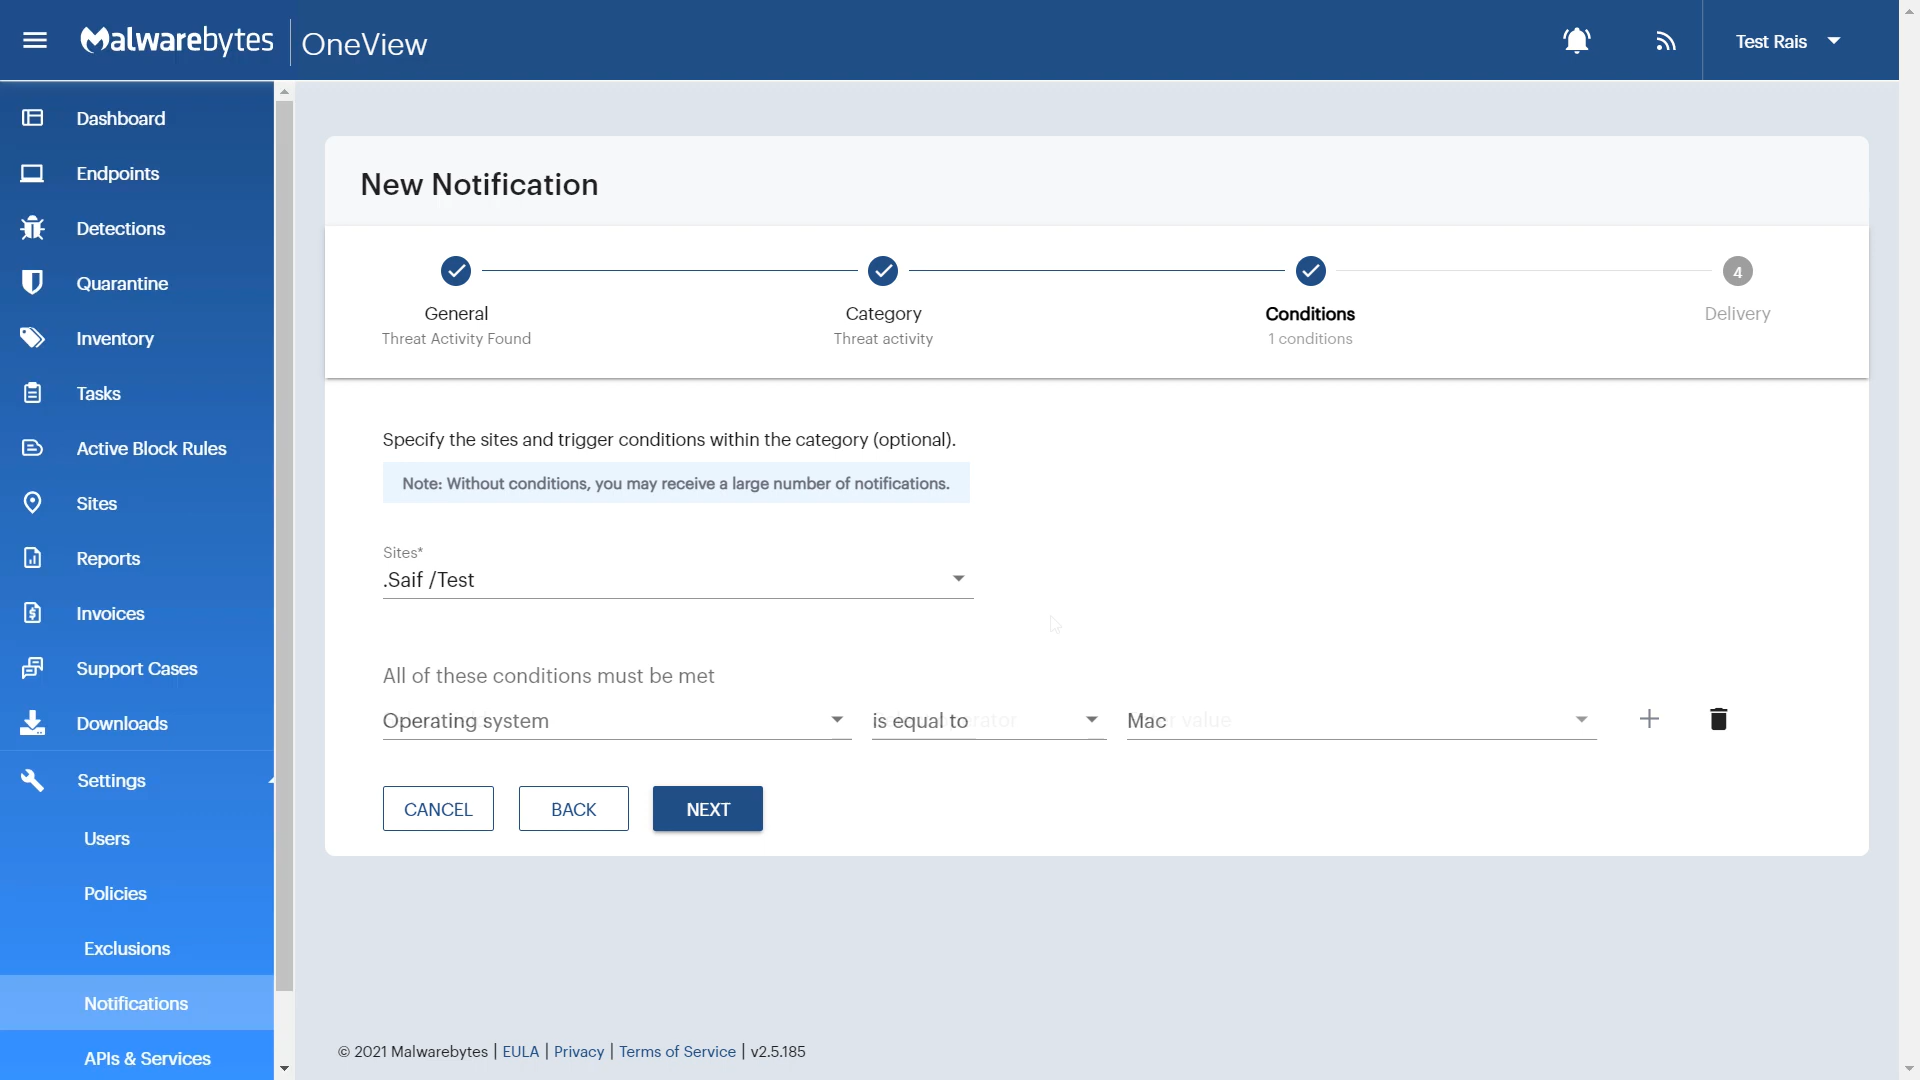 Malwarebytes OneView
Test Rais
Dashboard
Endpoints
Detections
Quarantine
Inventory
Tasks
Active Block Rules
Sites
Reports
Invoices
Support Cases
Downloads
Settings
Users
Policies
Exclusions
Notifications
APIs & Services
New Notification
4
General
Category
Conditions
Delivery
Threat Activity Found
Threat activity
1 conditions
Specify the sites and trigger conditions within the category (optional).
Note: Without conditions, you may receive a large number of notifications.
Sites*
.Saif /Test
All of these conditions must be met
Operating system
is equal to
Mac
value
CANCEL
BACK
NEXT
© 2021 Malwarebytes | EULA | Privacy | Terms of Service | v2.5.185